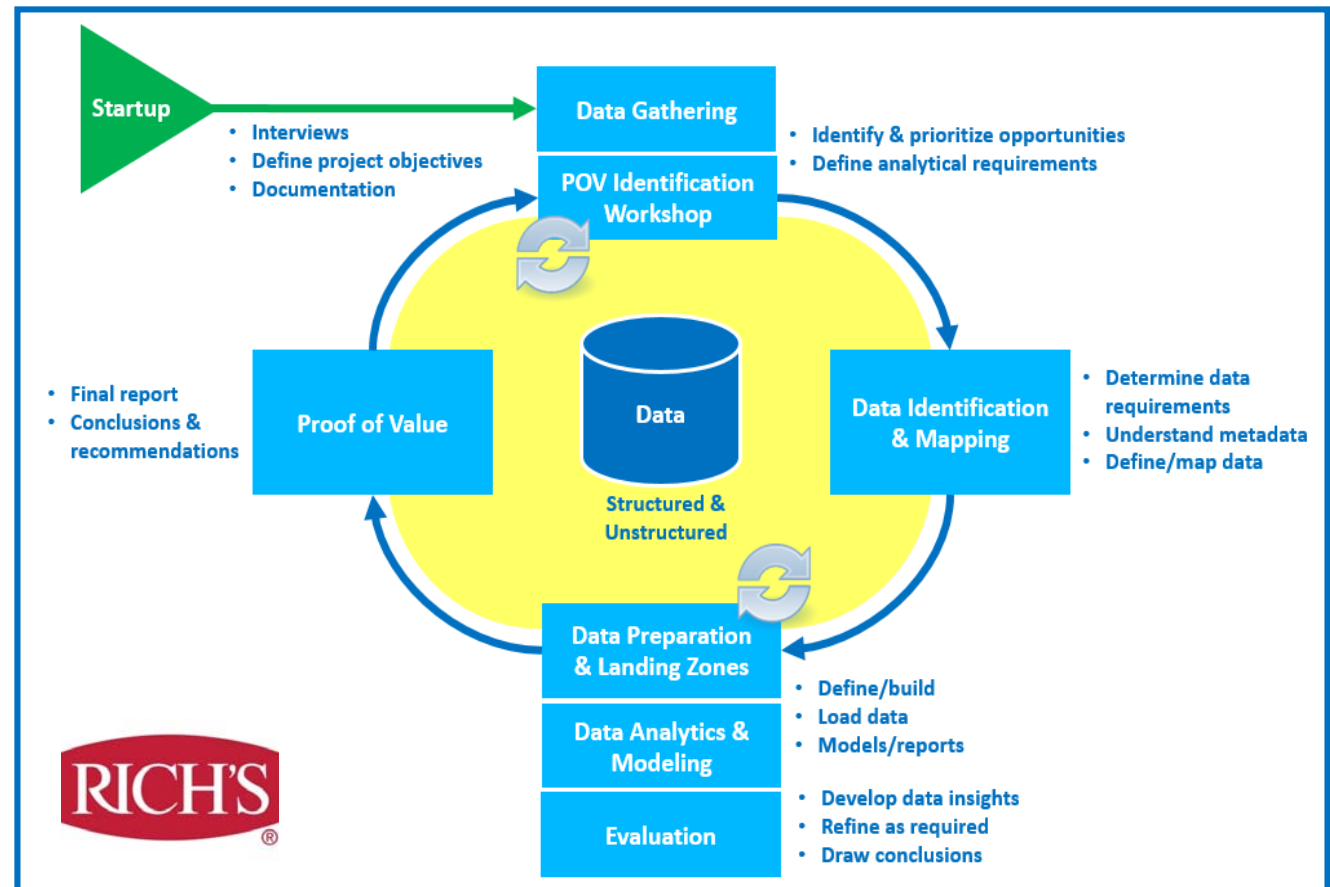 Startup
• Interviews
• Define project objectives
• Documentation
Data Gathering
POV Identification
Workshop
• Identify & prioritize opportunities
• Define analytical requirements
• Final report
• Conclusions &
recommendations
Proof of Value
Data
Structured &
Unstructured
Data Identification
& Mapping
• Determine data
requirements
• Understand metadata
• Define/map data
Data Preparation
& Landing Zones
Data Analytics &
Modeling
Evaluation
• Define/build
• Load data
• Models/reports
• Develop data insights
• Refine as required
• Draw conclusions
RICH'S
®